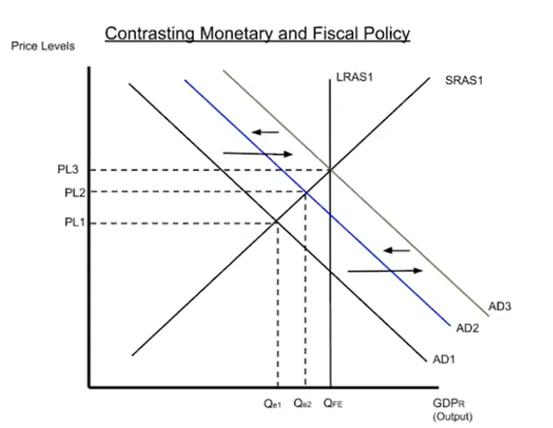 Contrasting Monetary and Fiscal Policy
Price Levels
LRAS1
SRAS1
PL3
PL2
PL1
AD3
AD2
AD1
Qe1 Qe2 QFE
GDPR
(Output)